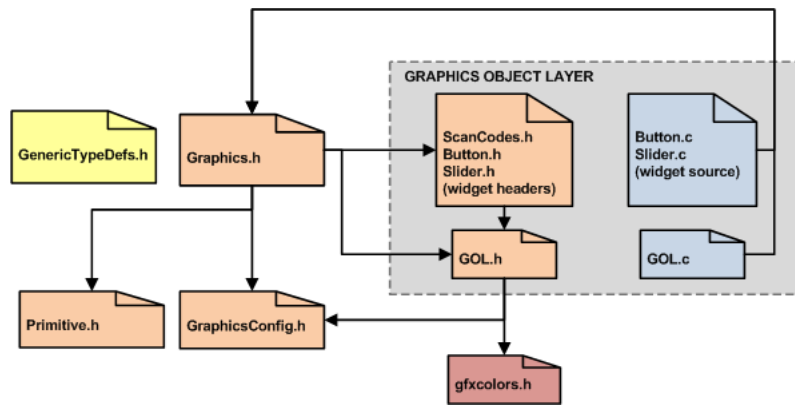 GRAPHICS OBJECT LAYER
GenericTypeDefs.h
Graphics.h
ScanCodes.h
Button.h
Slider.h
(widget headers)
Button.c
Slider.c
(widget source)
GOL.h
GOL.c
Primitive.h
GraphicsConfig.h
gfxcolors.h